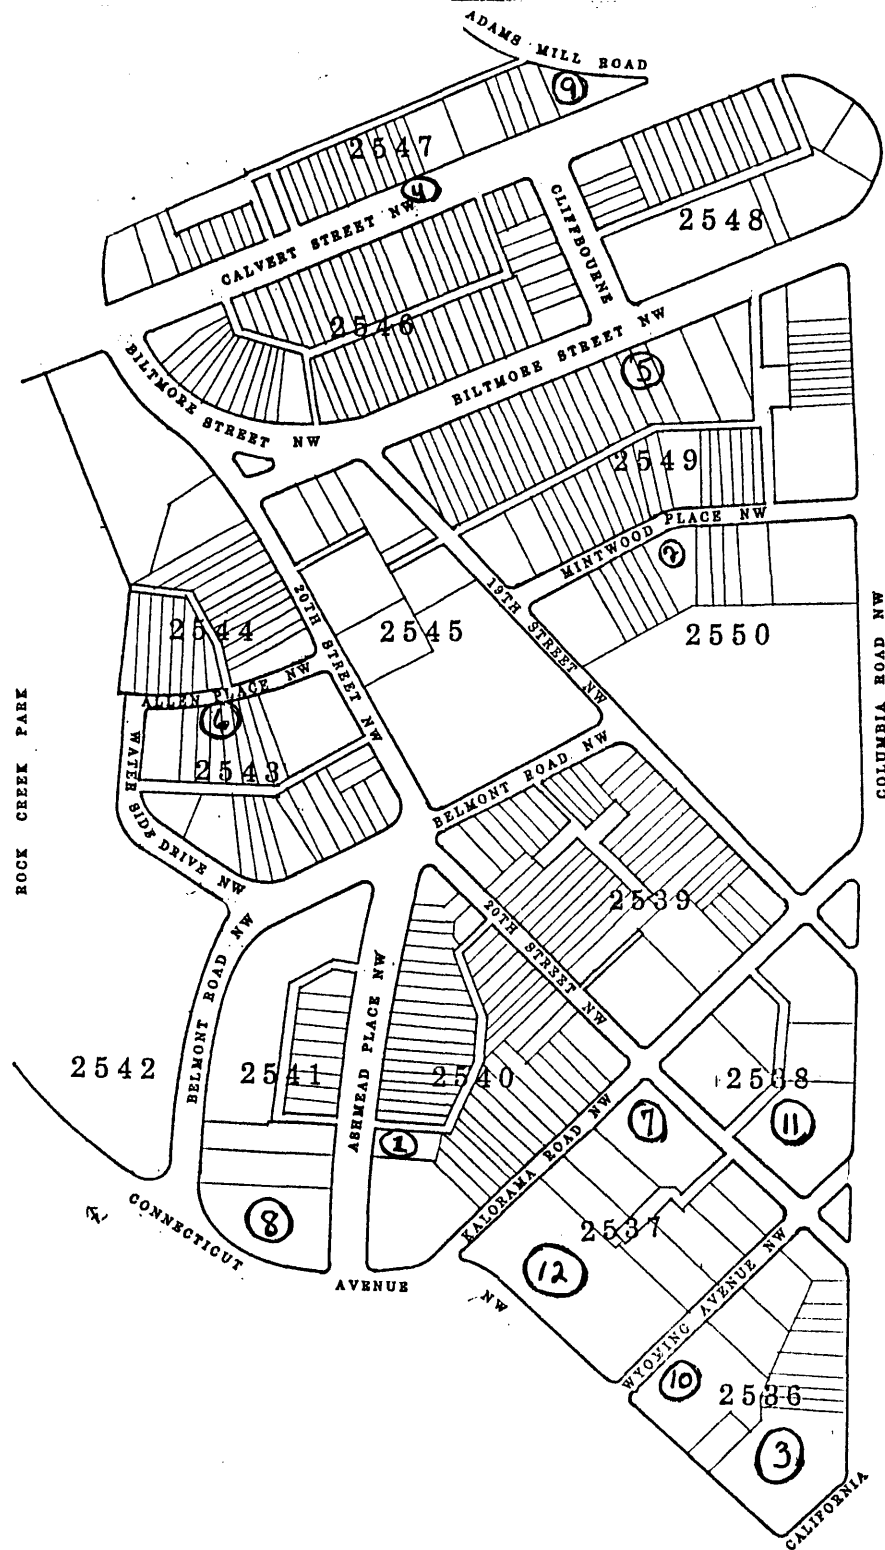 ADAMS MILL ROAD
9
2547
4
CALVERT STREET NW
CLIFFBOURNE
2548
2546
BILTMORE STREET NW
5
BILTMORE STREET NW
2549
MINTWOOD PLACE NW
2
19TH STREET NW
20TH STREET NW
2544
2545
2550
COLUMBIA ROAD NW
ROCK CREEK PARK
ALLEN PLACE NW
6
2543
WATER SIDE DRIVE NW
BELMONT ROAD NW
2539
20TH STREET NW
BELMONT ROAD NW
ASHMEAD PLACE NW
2542
2541
2540
2538
7
11
1
KALORAMA ROAD NW
8
2537
12
CONNECTICUT
AVENUE
NW
WYOMING AVENUE NW
10
2536
3
CALIFORNIA